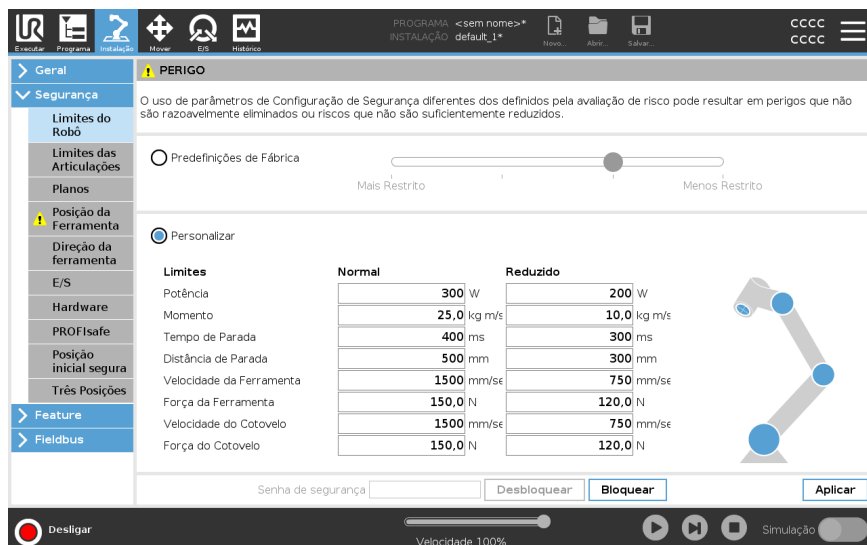 UR
Executar
Programa
Instalação
Mover
E/S
Histórico
PROGRAMA <sem nome>*
INSTALAÇÃO default_1*
Novo...
Abrir...
Salvar...
CCCC
CCCC
Geral
Segurança
Limites do
Robô
Limites das
Articulações
Planos
Posição da
Ferramenta
Direção da
ferramenta
E/S
Hardware
PROFIsafe
Posição
inicial segura
Três Posições
Feature
Fieldbus
PERIGO
O uso de parâmetros de Configuração de Segurança diferentes dos definidos pela avaliação de risco pode resultar em perigos que não
são razoavelmente eliminados ou riscos que não são suficientemente reduzidos.
Predefinições de Fábrica
Mais Restrito Menos Restrito
Personalizar
Limites Normal Reduzido
Potência 300 W 200 W
Momento 25,0 kg m/s 10,0 kg m/s
Tempo de Parada 400 ms 300 ms
Distância de Parada 500 mm 300 mm
Velocidade da Ferramenta 1500 mm/se 750 mm/se
Força da Ferramenta 150,0 N 120,0 N
Velocidade do Cotovelo 1500 mm/se 750 mm/se
Força do Cotovelo 150,0 N 120,0 N
Senha de segurança Desbloquear Bloquear Aplicar
Desligar
Velocidade 100%
Simulação